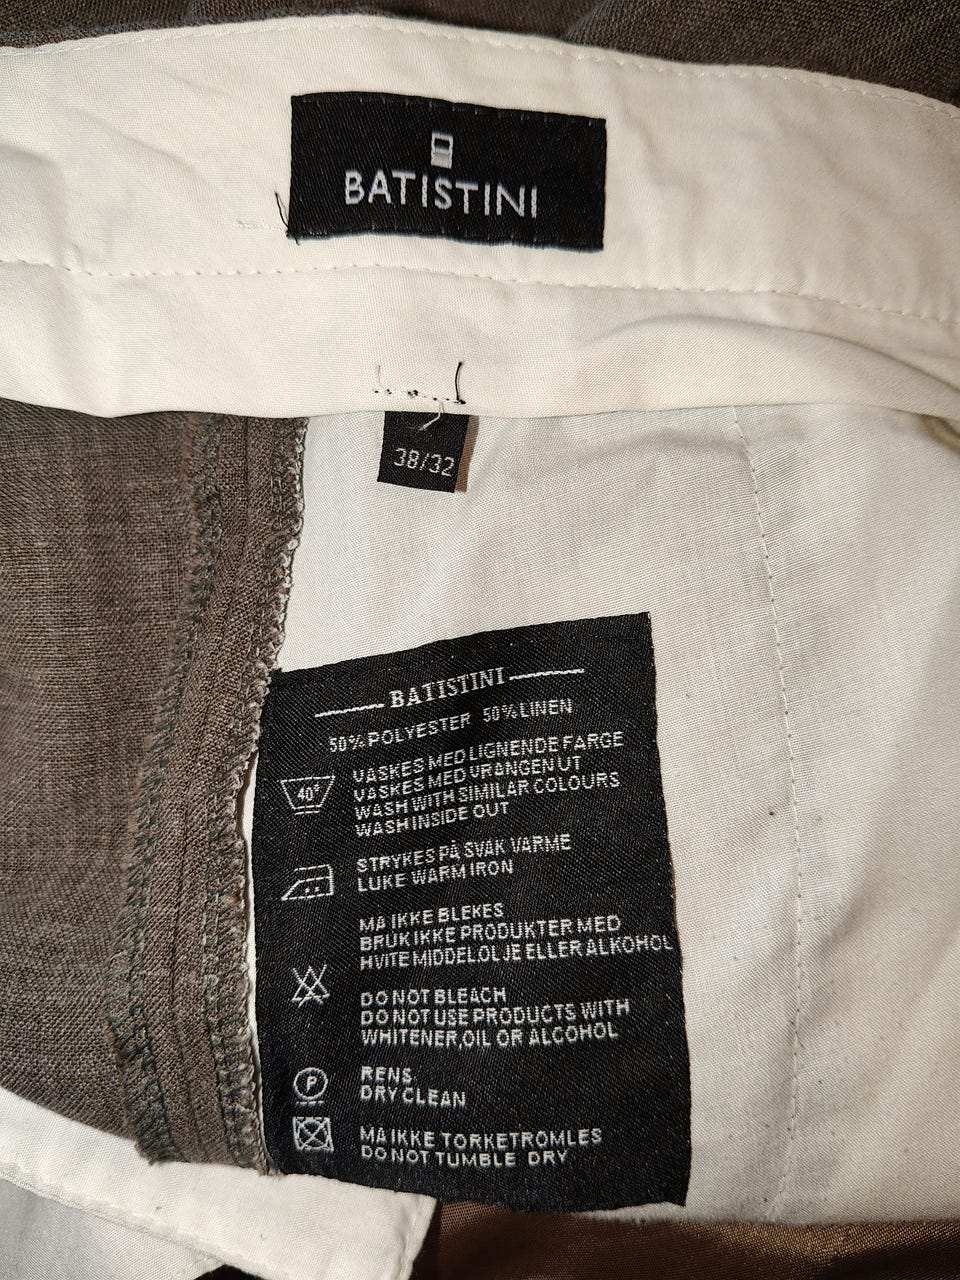 BATISTINI
38/32
BATISTINI
50%POLYESTER 50%LINEN
40°
VASKES MED LIGNENDE FARGE
VASKES MED VRANGEN UT
WASH WITH SIMILAR COLOURS
WASH INSIDE OUT
STRYKES PÅ SVAK VARME
LUKE WARM IRON
MA IKKE BLEKES
BRUK IKKE PRODUKTER MED
HVITEMIDDELOLJE ELLER ALKOHOL
DO NOT BLEACH
DO NOT USE PRODUCTS WITH
WHITENER,OIL OR ALCOHOL
P
RENS
DRY CLEAN
MA IKKE TORKETROMLES
DO NOT TUMBLE DRY